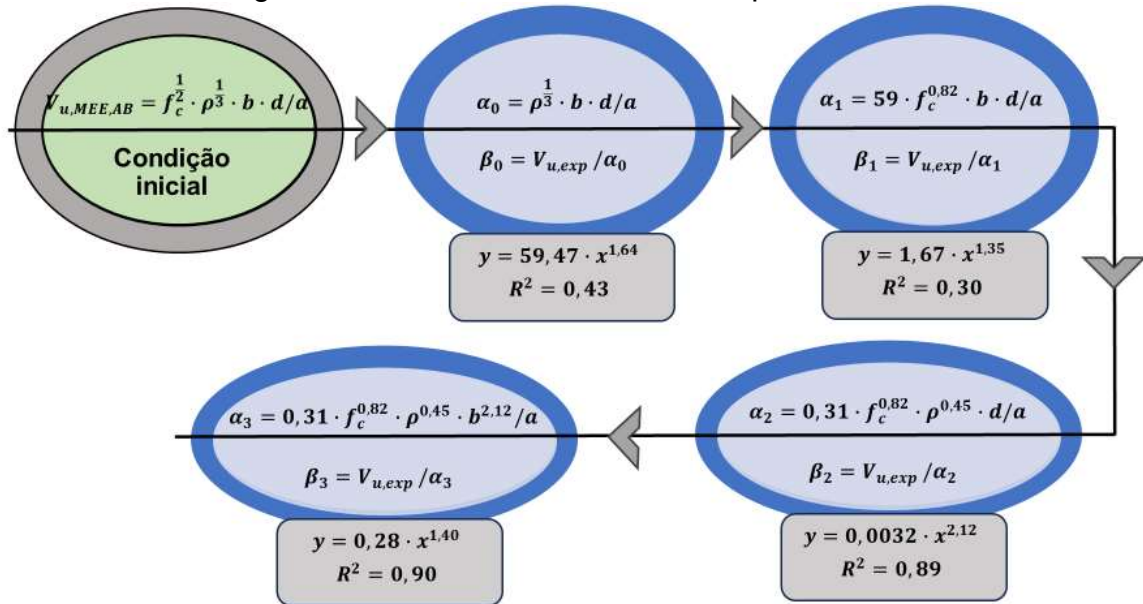 V_{u,MEE,AB} = f_c^{1/2} · ρ^{1/3} · b · d/a
Condição
inicial
α_0 = ρ^{1/3} · b · d/a
β_0 = V_{u,exp}/α_0
y = 59,47 · x^{1,64}
R^2 = 0,43
α_1 = 59 · f_c^{0,82} · b · d/a
β_1 = V_{u,exp}/α_1
y = 1,67 · x^{1,35}
R^2 = 0,30
α_2 = 0,31 · f_c^{0,82} · ρ^{0,45} · d/a
β_2 = V_{u,exp}/α_2
y = 0,0032 · x^{2,12}
R^2 = 0,89
α_3 = 0,31 · f_c^{0,82} · ρ^{0,45} · b^{2,12}/a
β_3 = V_{u,exp}/α_3
y = 0,28 · x^{1,40}
R^2 = 0,90